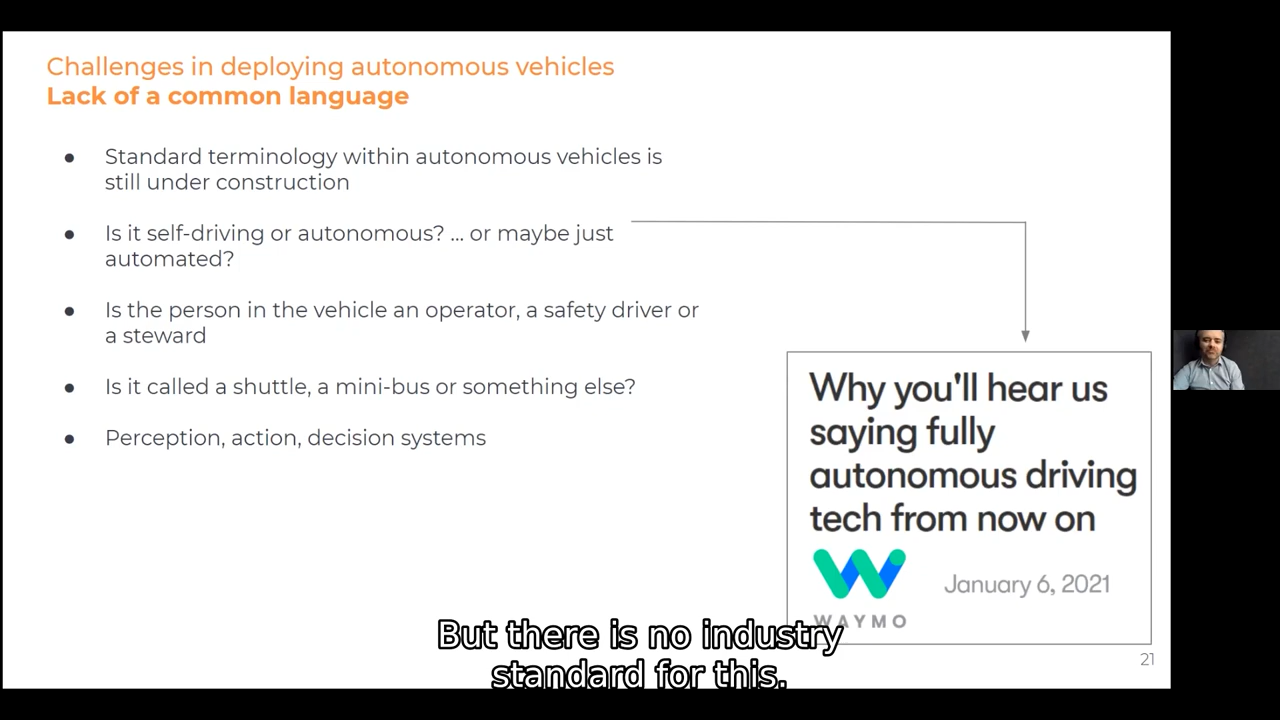 Challenges in deploying autonomous vehicles
Lack of a common language
● Standard terminology within autonomous vehicles is
still under construction
● Is it self-driving or autonomous? ... or maybe just
automated?
● Is the person in the vehicle an operator, a safety driver or
a steward
● Is it called a shuttle, a mini-bus or something else?
● Perception, action, decision systems
Why you'll hear us
saying fully
autonomous driving
tech from now on
January 6, 2021
WAYMO
21
But there is no industry
standard for this.